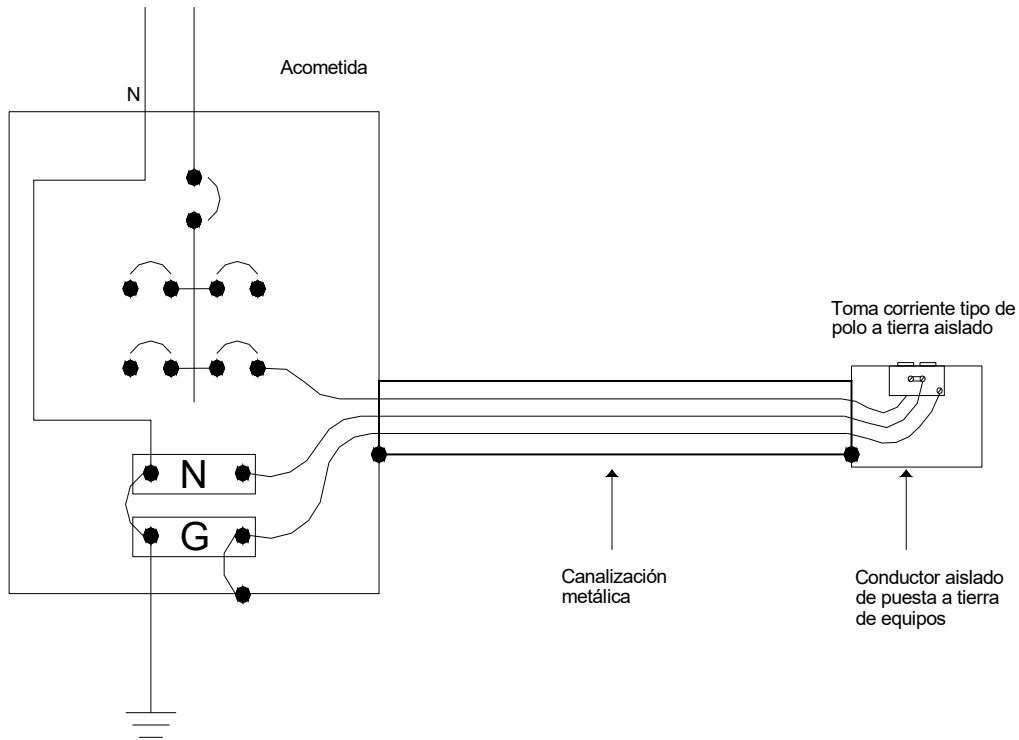 Acometida
N
Toma corriente tipo de
polo a tierra aislado
N
G
Canalización
metálica
Conductor aislado
de puesta a tierra
de equipos